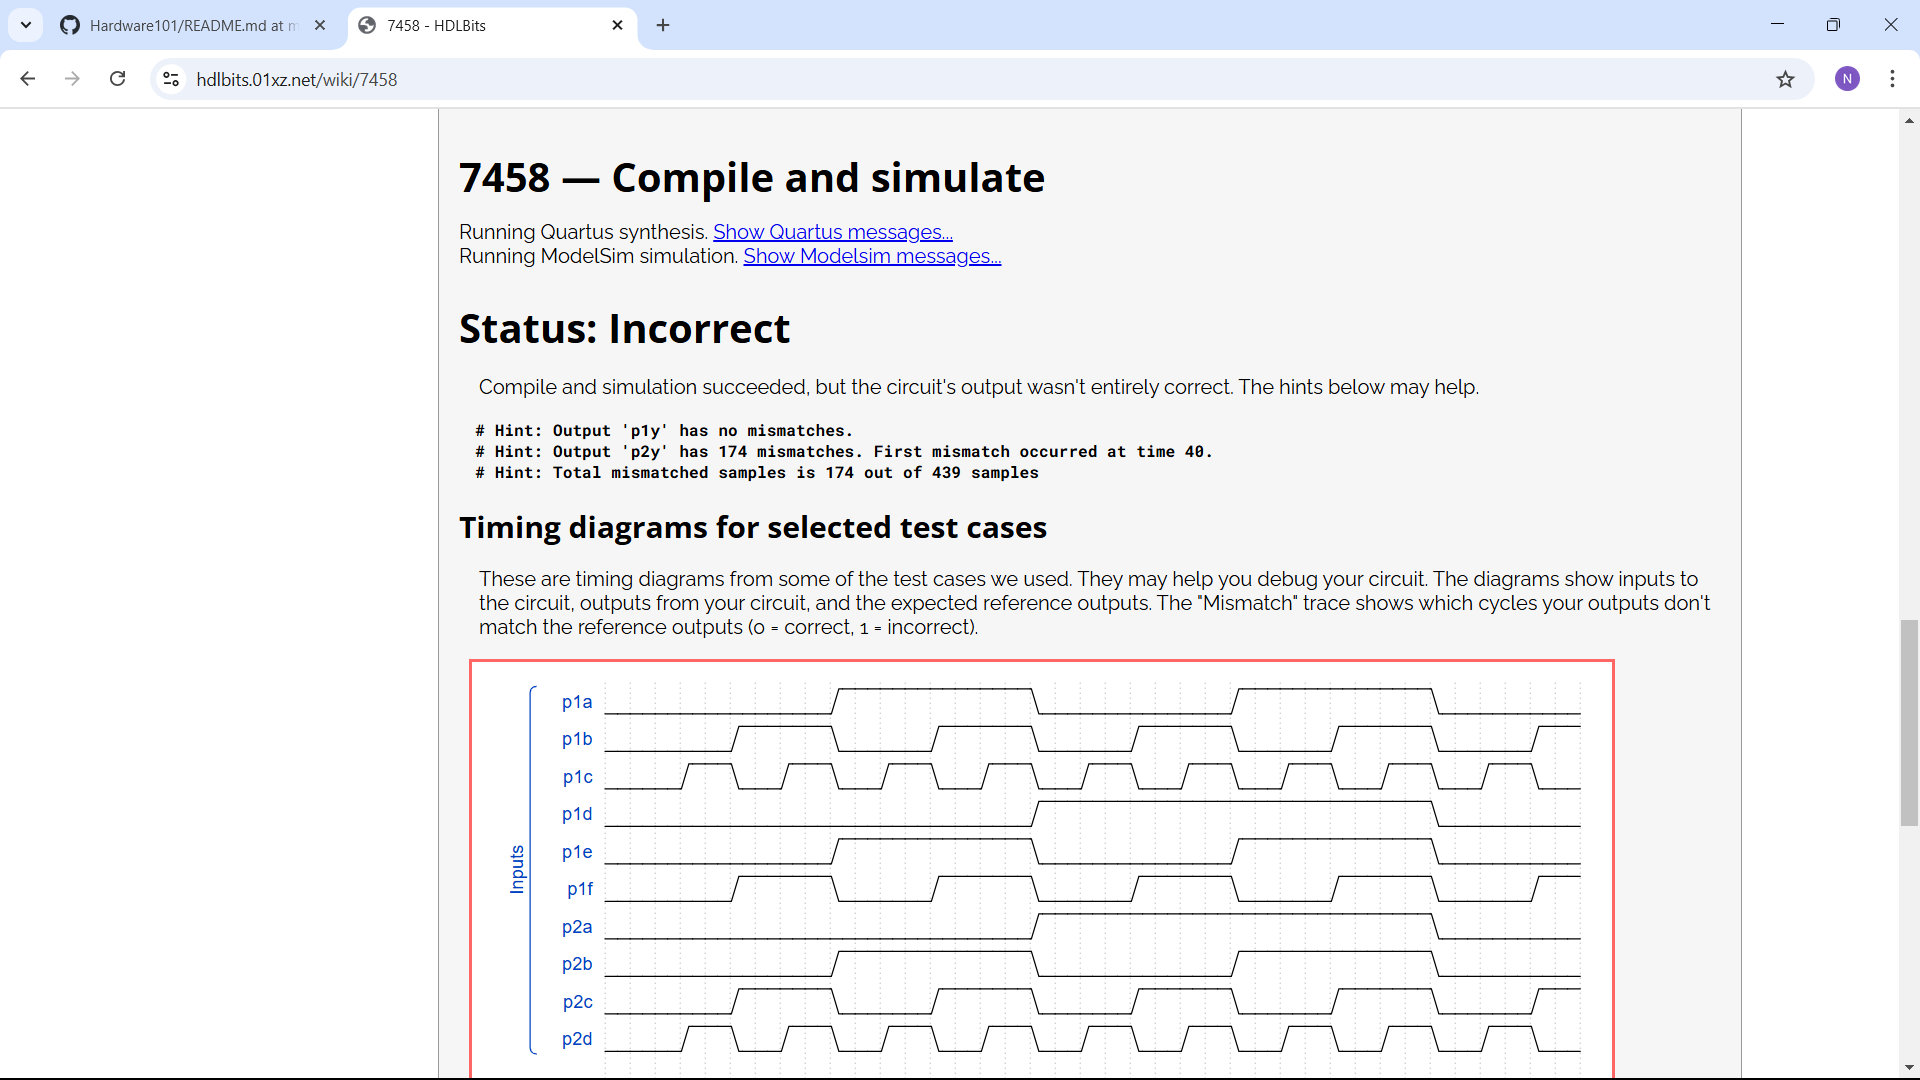 Hardware101/README.md at m
7458 - HDLBits
hdlbits.01xz.net/wiki/7458
N
7458 — Compile and simulate
Running Quartus synthesis. Show Quartus messages...
Running ModelSim simulation. Show Modelsim messages...
Status: Incorrect
Compile and simulation succeeded, but the circuit's output wasn't entirely correct. The hints below may help.
# Hint: Output 'p1y' has no mismatches.
# Hint: Output 'p2y' has 174 mismatches. First mismatch occurred at time 40.
# Hint: Total mismatched samples is 174 out of 439 samples
Timing diagrams for selected test cases
These are timing diagrams from some of the test cases we used. They may help you debug your circuit. The diagrams show inputs to
the circuit, outputs from your circuit, and the expected reference outputs. The "Mismatch" trace shows which cycles your outputs don't
match the reference outputs (0 = correct, 1 = incorrect).
Inputs
p1a
p1b
p1c
p1d
p1e
p1f
p2a
p2b
p2c
p2d